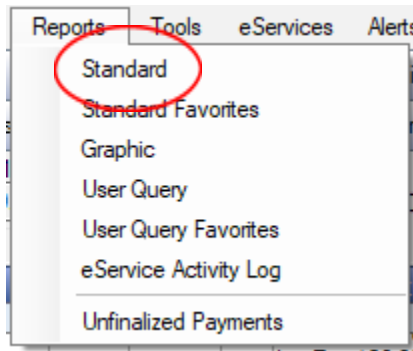 Reports Tools eServices Alerts
Standard
Standard Favorites
Graphic
User Query
User Query Favorites
eService Activity Log
Unfinalized Payments